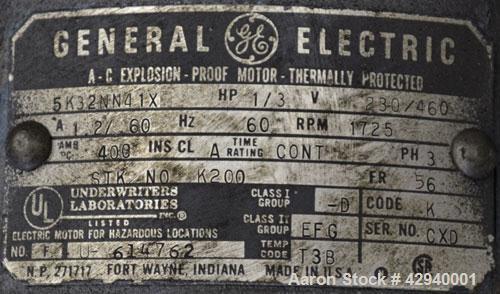 GENERAL GE ELECTRIC
A-C EXPLOSION-PROOF MOTOR-THERMALLY PROTECTED
5K32NN41X HP 1/3 V 230/460
A 1.2/.60 Hz 60 RPM 1725
AMB °C 400 INS CL A TIME RATING CONT PH 3
STK NO K200 FR 56
UL UNDERWRITERS LABORATORIES INC.® CLASS I GROUP -D CODE K
LISTED CLASS II GROUP EFG SER. NO. CXD
ELECTRIC MOTOR FOR HAZARDOUS LOCATIONS
NO. U- 614762 TEMP CODE T3B
N.P. 271717 FORT WAYNE, INDIANA MADE IN U.S.
Aaron Stock # 42940001